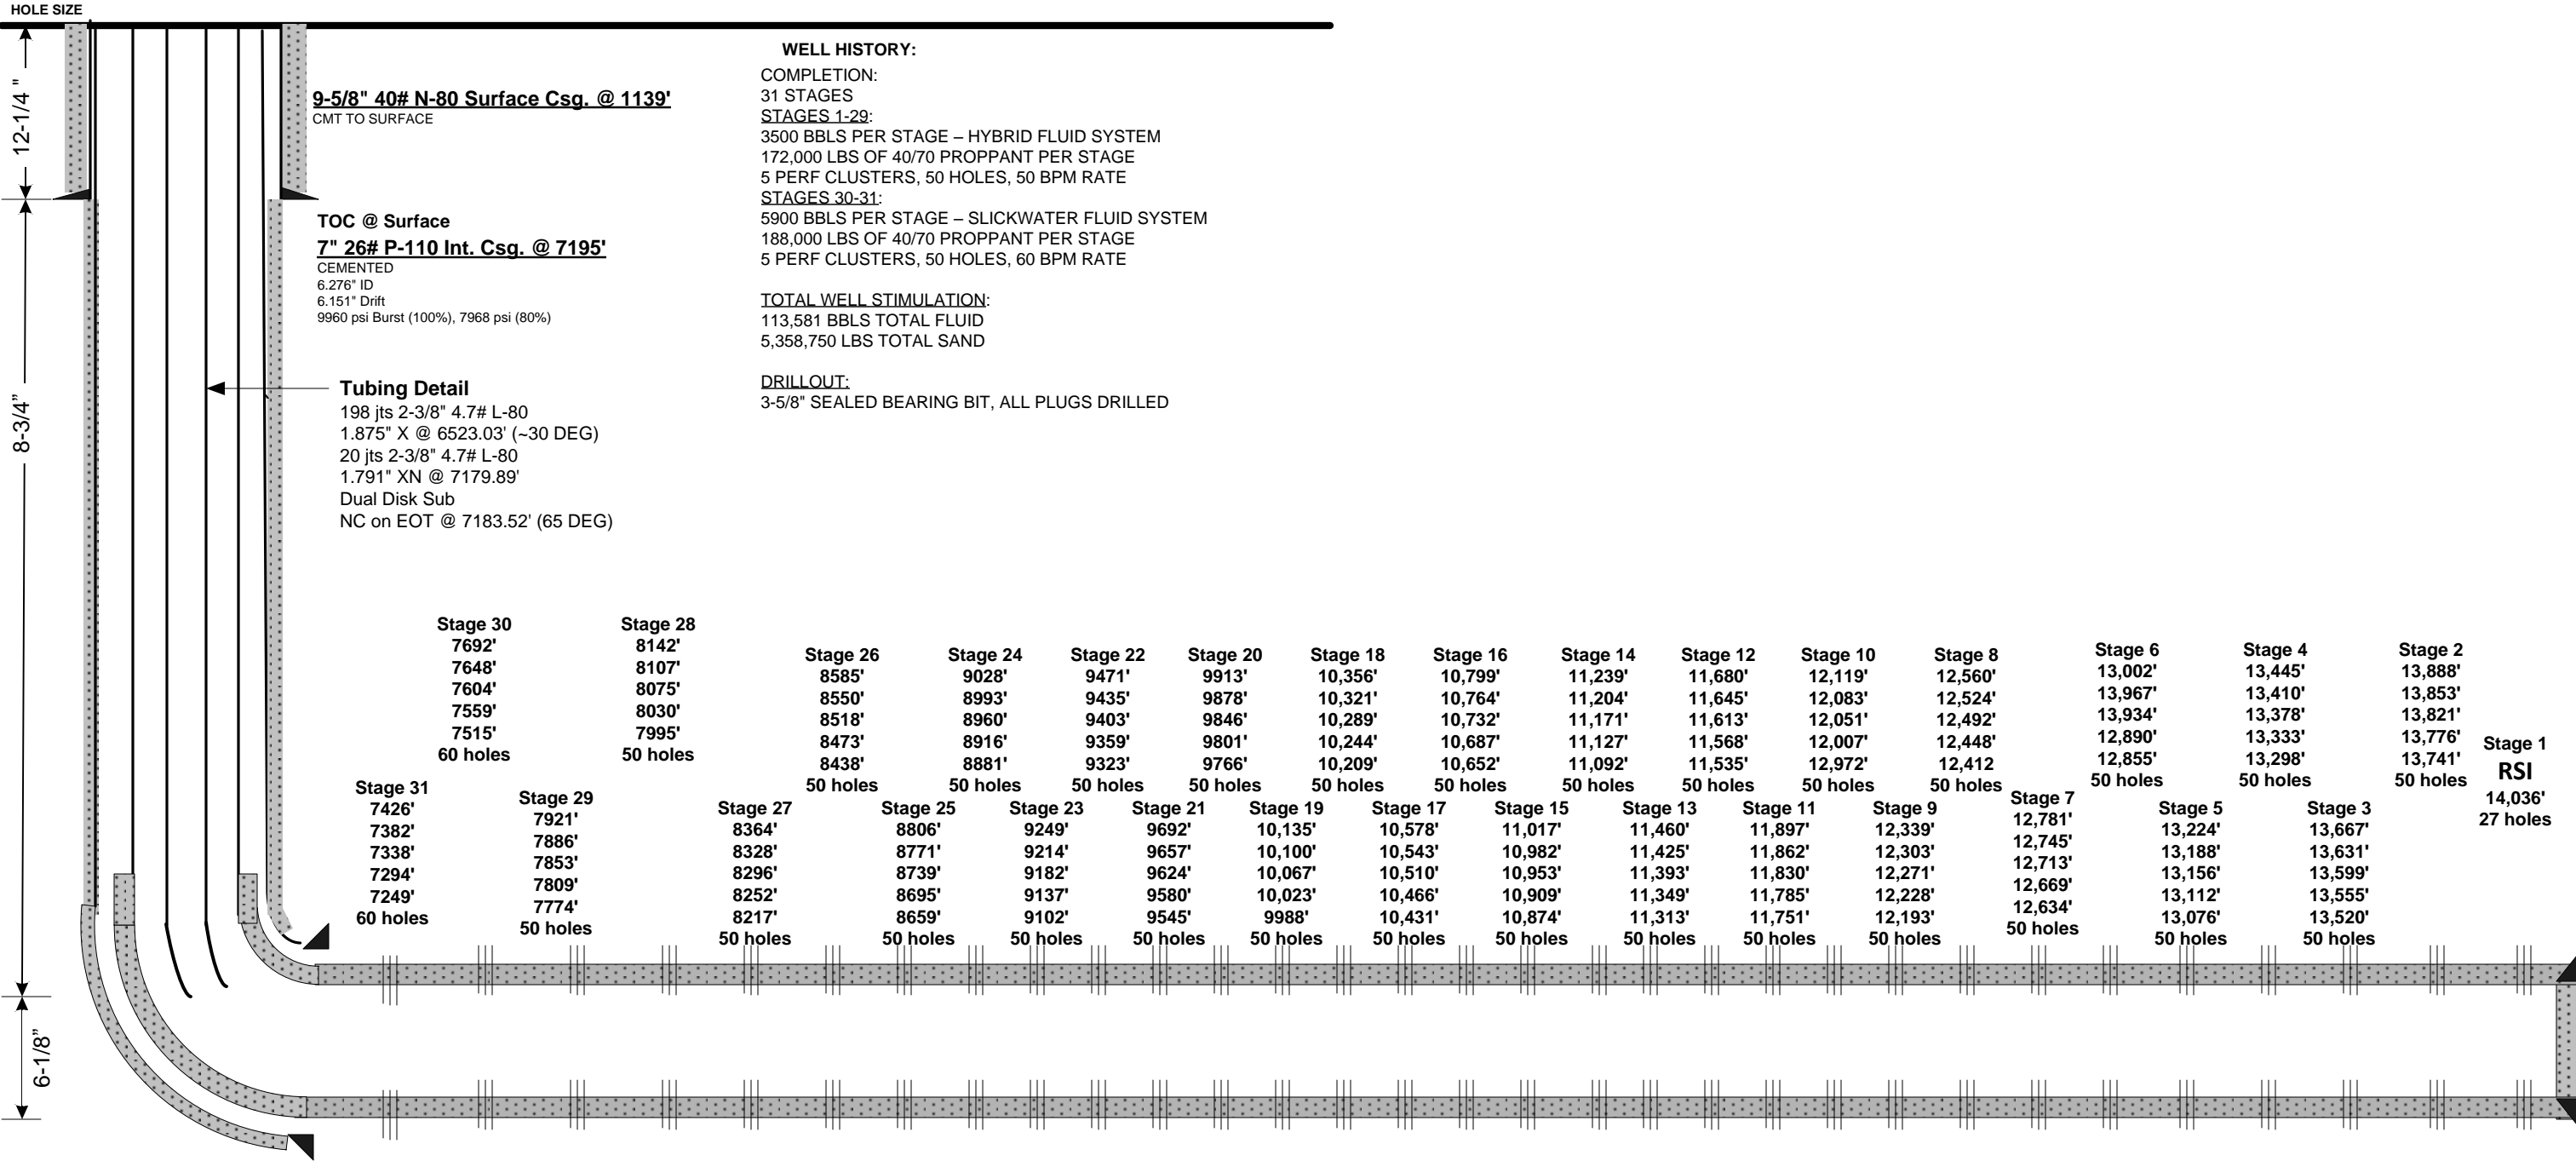 HOLE SIZE
12-1/4 "
8-3/4”
6-1/8”
9-5/8" 40# N-80 Surface Csg. @ 1139'
CMT TO SURFACE
TOC @ Surface
7" 26# P-110 Int. Csg. @ 7195'
CEMENTED
6.276" ID
6.151" Drift
9960 psi Burst (100%), 7968 psi (80%)
Tubing Detail
198 jts 2-3/8" 4.7# L-80
1.875" X @ 6523.03' (~30 DEG)
20 jts 2-3/8" 4.7# L-80
1.791" XN @ 7179.89'
Dual Disk Sub
NC on EOT @ 7183.52' (65 DEG)
WELL HISTORY:
COMPLETION:
31 STAGES
STAGES 1-29:
3500 BBLS PER STAGE – HYBRID FLUID SYSTEM
172,000 LBS OF 40/70 PROPPANT PER STAGE
5 PERF CLUSTERS, 50 HOLES, 50 BPM RATE
STAGES 30-31:
5900 BBLS PER STAGE – SLICKWATER FLUID SYSTEM
188,000 LBS OF 40/70 PROPPANT PER STAGE
5 PERF CLUSTERS, 50 HOLES, 60 BPM RATE
TOTAL WELL STIMULATION:
113,581 BBLS TOTAL FLUID
5,358,750 LBS TOTAL SAND
DRILLOUT:
3-5/8" SEALED BEARING BIT, ALL PLUGS DRILLED
Stage 31
7426'
7382'
7338'
7294'
7249'
60 holes
Stage 30
7692'
7648'
7604'
7559'
7515'
60 holes
Stage 29
7921'
7886'
7853'
7809'
7774'
50 holes
Stage 28
8142'
8107'
8075'
8030'
7995'
50 holes
Stage 27
8364'
8328'
8296'
8252'
8217'
50 holes
Stage 26
8585'
8550'
8518'
8473'
8438'
50 holes
Stage 25
8806'
8771'
8739'
8695'
8659'
50 holes
Stage 24
9028'
8993'
8960'
8916'
8881'
50 holes
Stage 23
9249'
9214'
9182'
9137'
9102'
50 holes
Stage 22
9471'
9435'
9403'
9359'
9323'
50 holes
Stage 21
9692'
9657'
9624'
9580'
9545'
50 holes
Stage 20
9913'
9878'
9846'
9801'
9766'
50 holes
Stage 19
10,135'
10,100'
10,067'
10,023'
9988'
50 holes
Stage 18
10,356'
10,321'
10,289'
10,244'
10,209'
50 holes
Stage 17
10,578'
10,543'
10,510'
10,466'
10,431'
50 holes
Stage 16
10,799'
10,764'
10,732'
10,687'
10,652'
50 holes
Stage 15
11,017'
10,982'
10,953'
10,909'
10,874'
50 holes
Stage 14
11,239'
11,204'
11,171'
11,127'
11,092'
50 holes
Stage 13
11,460'
11,425'
11,393'
11,349'
11,313'
50 holes
Stage 12
11,680'
11,645'
11,613'
11,568'
11,535'
50 holes
Stage 11
11,897'
11,862'
11,830'
11,785'
11,751'
50 holes
Stage 10
12,119'
12,083'
12,051'
12,007'
12,972'
50 holes
Stage 9
12,339'
12,303'
12,271'
12,228'
12,193'
50 holes
Stage 8
12,560'
12,524'
12,492'
12,448'
12,412
50 holes
Stage 7
12,781'
12,745'
12,713'
12,669'
12,634'
50 holes
Stage 6
13,002'
13,967'
13,934'
12,890'
12,855'
50 holes
Stage 5
13,224'
13,188'
13,156'
13,112'
13,076'
50 holes
Stage 4
13,445'
13,410'
13,378'
13,333'
13,298'
50 holes
Stage 3
13,667'
13,631'
13,599'
13,555'
13,520'
50 holes
Stage 2
13,888'
13,853'
13,821'
13,776'
13,741'
50 holes
Stage 1
RSI
14,036'
27 holes